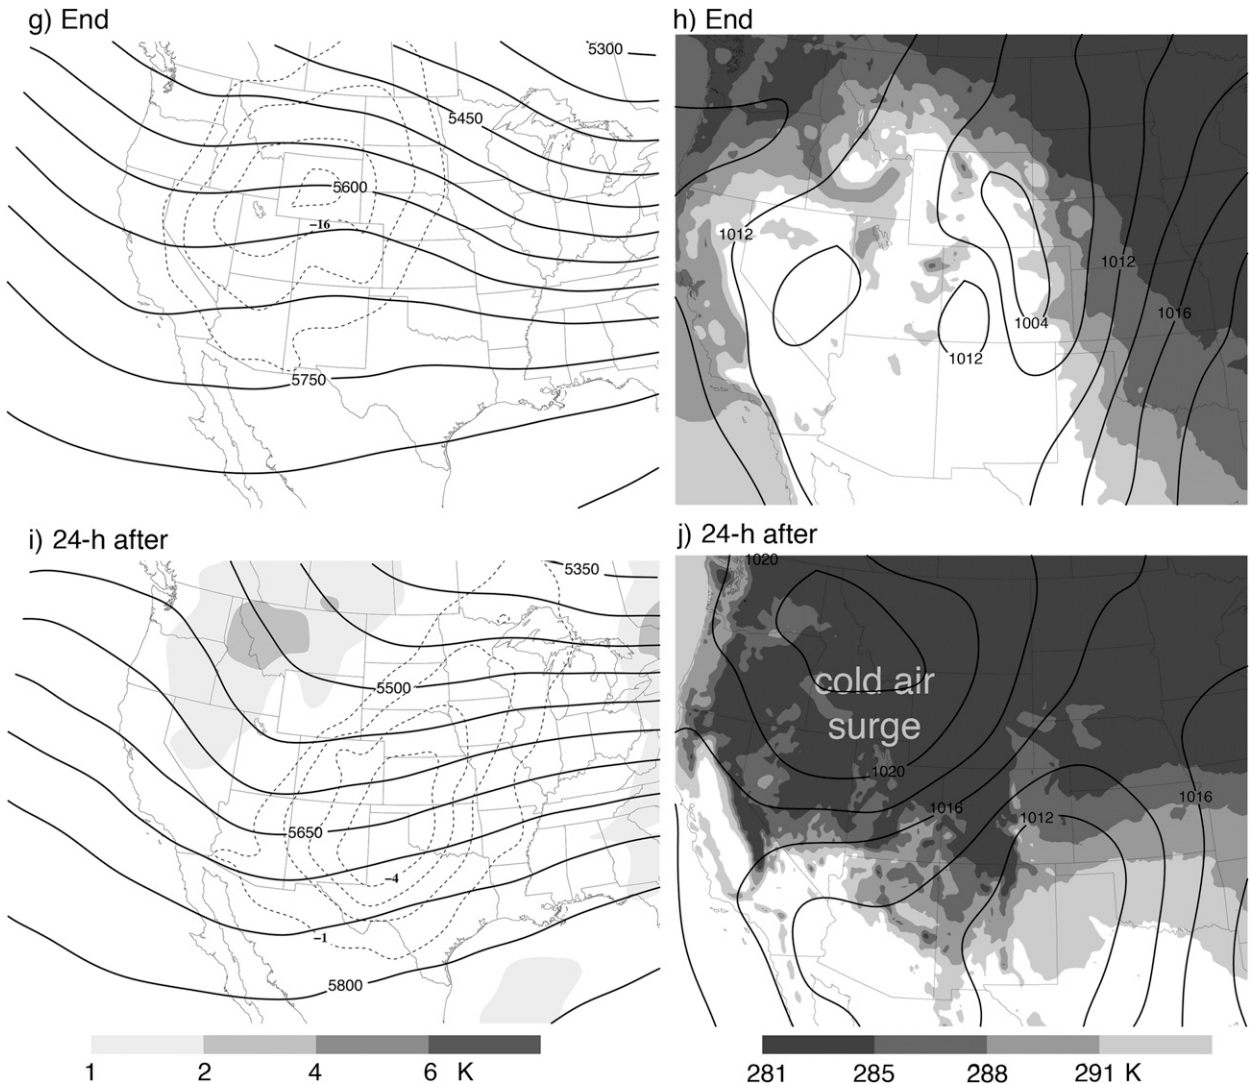 g) End
h) End
5300
5450
5600
-16
5750
1012
1012
1016
1004
1012
i) 24-h after
j) 24-h after
5350
5500
5650
-4
-1
5800
1020
cold air
surge
1020
1016
1012
1016
1 2 4 6 K
281 285 288 291 K